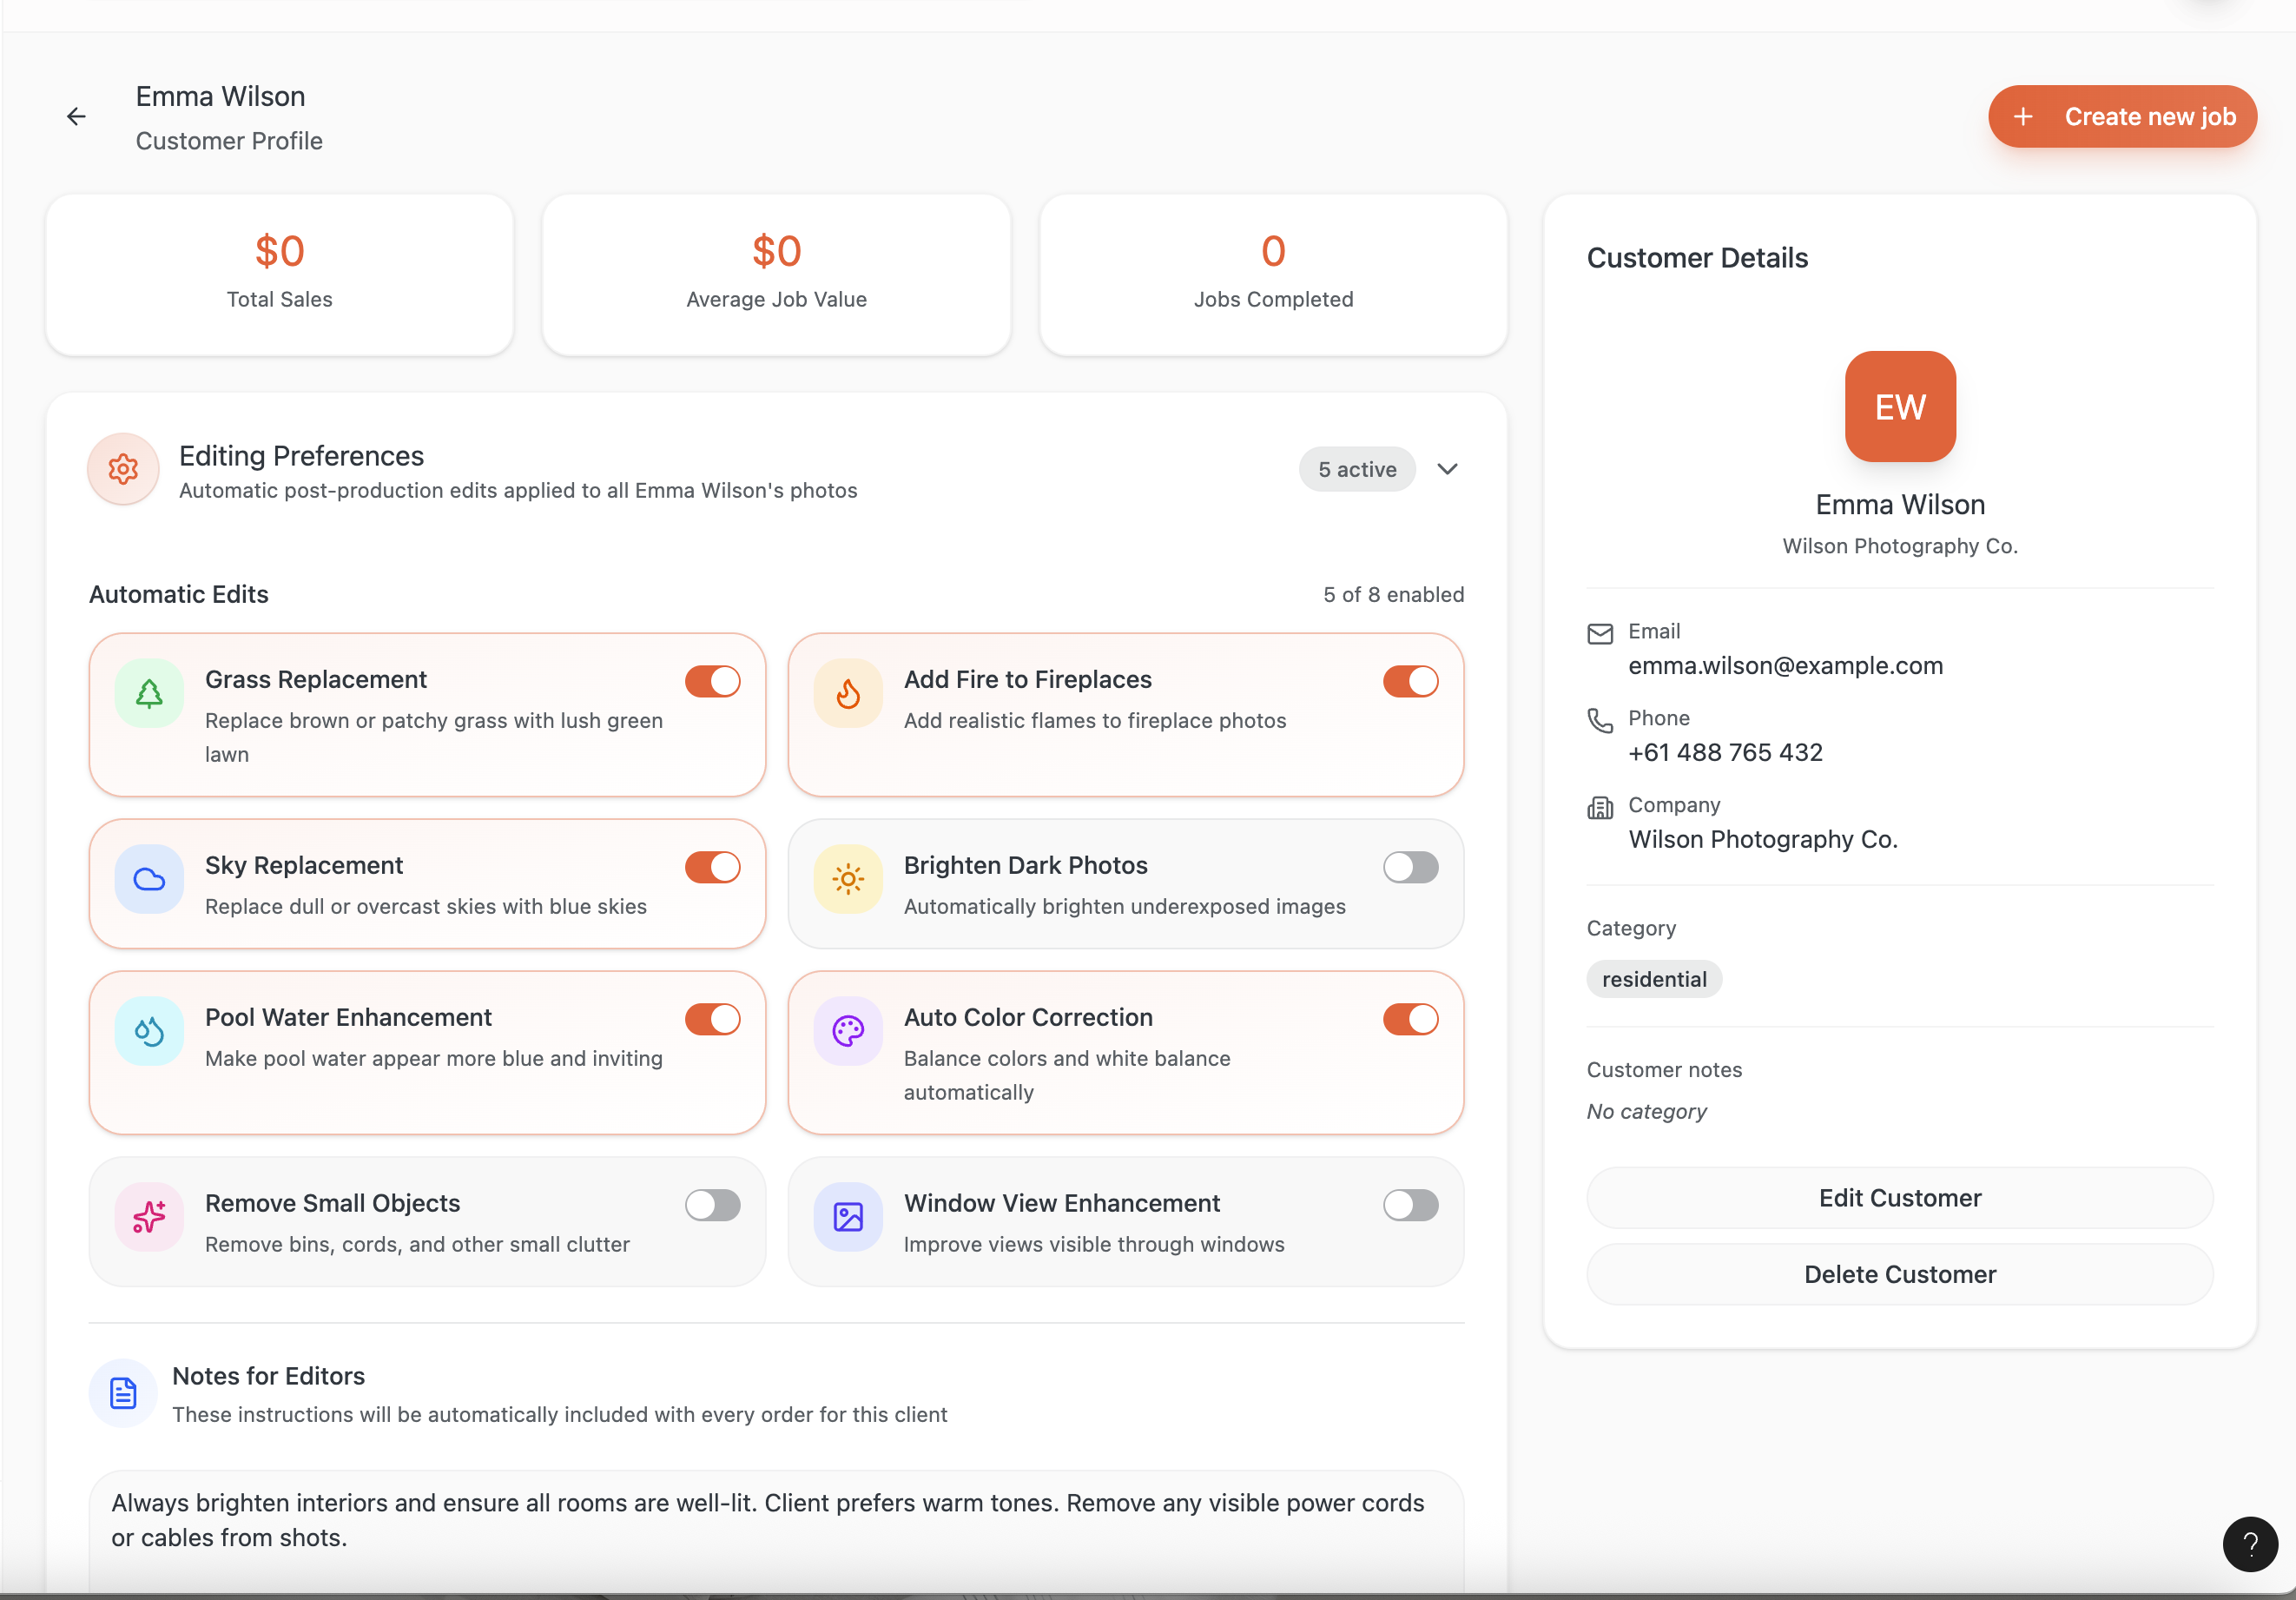 Emma Wilson
Customer Profile
+ Create new job
$0
Total Sales
$0
Average Job Value
0
Jobs Completed
Editing Preferences
Automatic post-production edits applied to all Emma Wilson's photos
5 active
Automatic Edits
5 of 8 enabled
Grass Replacement
Replace brown or patchy grass with lush green
lawn
Add Fire to Fireplaces
Add realistic flames to fireplace photos
Sky Replacement
Replace dull or overcast skies with blue skies
Brighten Dark Photos
Automatically brighten underexposed images
Pool Water Enhancement
Make pool water appear more blue and inviting
Auto Color Correction
Balance colors and white balance
automatically
Remove Small Objects
Remove bins, cords, and other small clutter
Window View Enhancement
Improve views visible through windows
Notes for Editors
These instructions will be automatically included with every order for this client
Always brighten interiors and ensure all rooms are well-lit. Client prefers warm tones. Remove any visible power cords
or cables from shots.
Customer Details
EW
Emma Wilson
Wilson Photography Co.
Email
emma.wilson@example.com
Phone
+61 488 765 432
Company
Wilson Photography Co.
Category
residential
Customer notes
No category
Edit Customer
Delete Customer
?